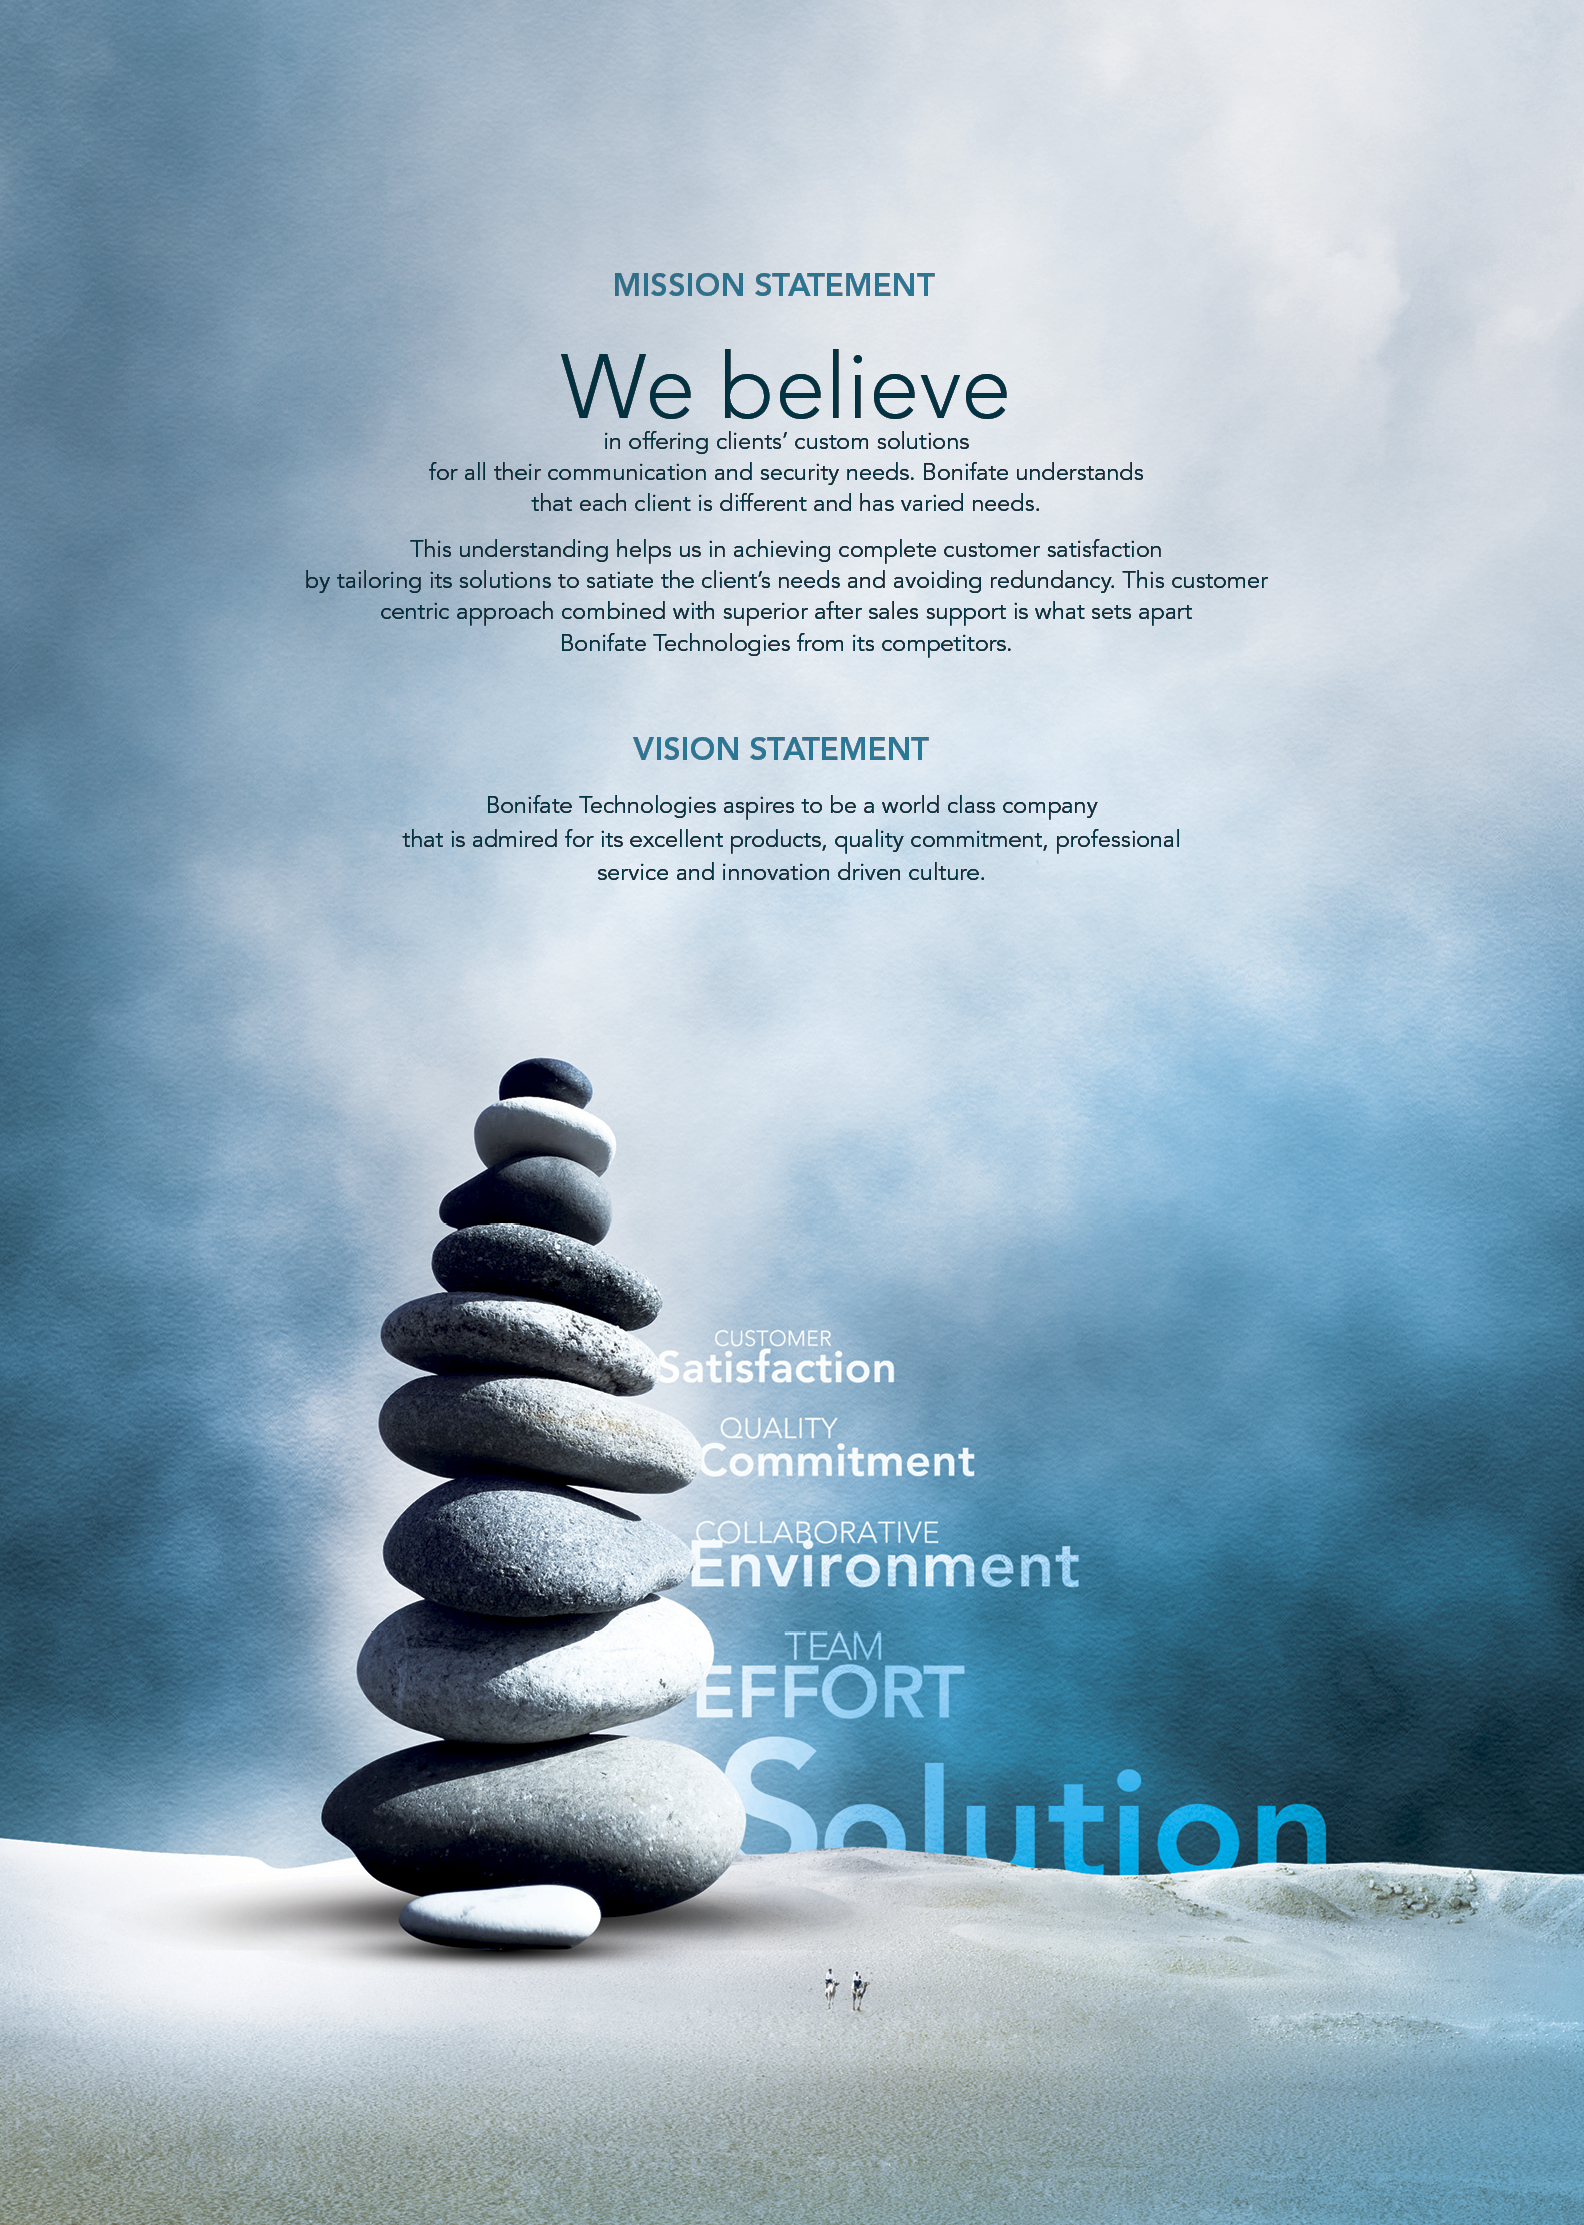 MISSION STATEMENT
We believe
in offering clients’ custom solutions
for all their communication and security needs. Bonifate understands
that each client is different and has varied needs.
This understanding helps us in achieving complete customer satisfaction
by tailoring its solutions to satiate the client’s needs and avoiding redundancy. This customer
centric approach combined with superior after sales support is what sets apart
Bonifate Technologies from its competitors.
VISION STATEMENT
Bonifate Technologies aspires to be a world class company
that is admired for its excellent products, quality commitment, professional
service and innovation driven culture.
CUSTOMER
Satisfaction
QUALITY
Commitment
COLLABORATIVE
Environment
TEAM
EFFORT
Solution